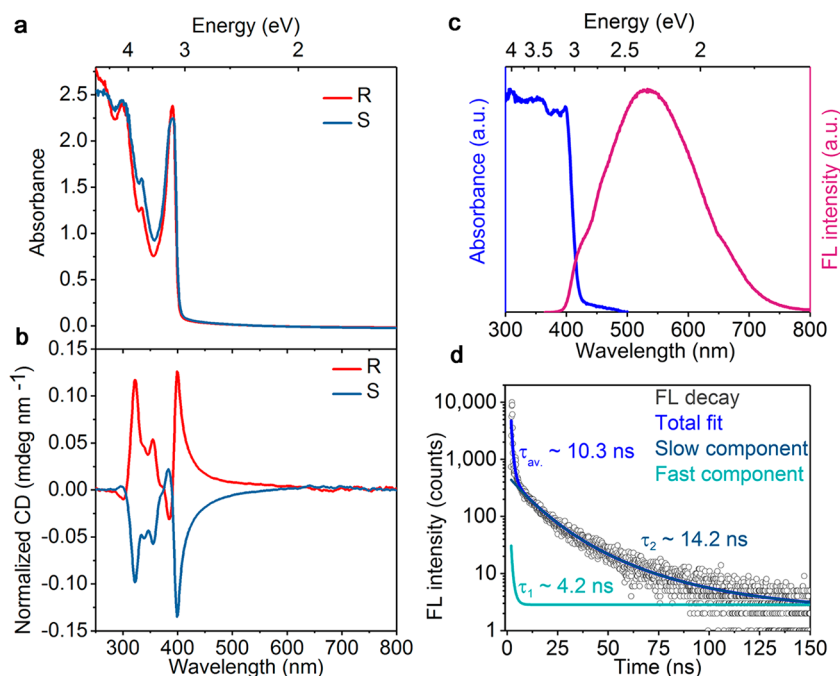 a
Energy (eV)
4 3 2
2.5
2.0
1.5
1.0
0.5
0.0
Absorbance
R
S
b
0.15
0.10
0.05
0.00
-0.05
-0.10
-0.15
Normalized CD (mdeg nm⁻¹)
R
S
300 400 500 600 700 800
Wavelength (nm)
c
Energy (eV)
4 3.5 3 2.5 2
Absorbance (a.u.)
FL intensity (a.u.)
300 400 500 600 700 800
Wavelength (nm)
d
10,000
1,000
100
10
1
FL intensity (counts)
FL decay
Total fit
Slow component
Fast component
τav. ~ 10.3 ns
τ2 ~ 14.2 ns
τ1 ~ 4.2 ns
0 25 50 75 100 125 150
Time (ns)